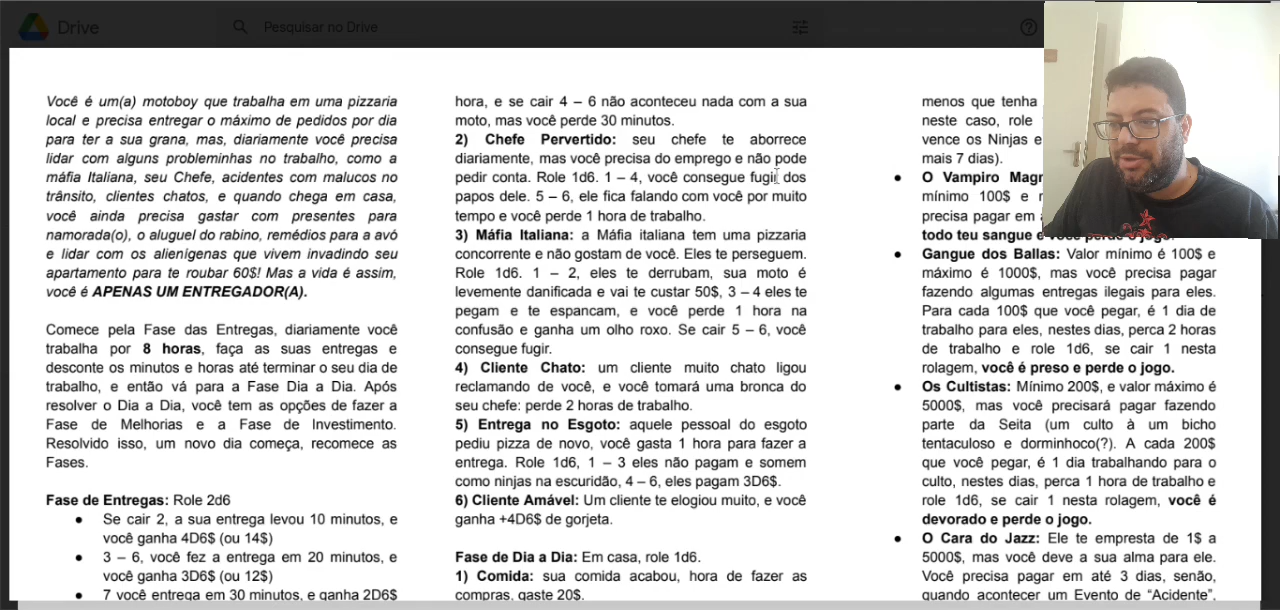 Drive
Pesquisar no Drive
Você é um(a) motoboy que trabalha em uma pizzaria
local e precisa entregar o máximo de pedidos por dia
para ter a sua grana, mas, diariamente você precisa
lidar com alguns probleminhas no trabalho, como a
máfia Italiana, seu Chefe, acidentes com malucos no
trânsito, clientes chatos, e quando chega em casa,
você ainda precisa gastar com presentes para
namorada(o), o aluguel do rabino, remédios para a avó
e lidar com os alienígenas que vivem invadindo seu
apartamento para te roubar 60$! Mas a vida é assim,
você é APENAS UM ENTREGADOR(A).
Comece pela Fase das Entregas, diariamente você
trabalha por 8 horas, faça as suas entregas e
desconte os minutos e horas até terminar o seu dia de
trabalho, e então vá para a Fase Dia a Dia. Após
resolver o Dia a Dia, você tem as opções de fazer a
Fase de Melhorias e a Fase de Investimento.
Resolvido isso, um novo dia começa, recomece as
Fases.
Fase de Entregas: Role 2d6
● Se cair 2, a sua entrega levou 10 minutos, e
você ganha 4D6$ (ou 14$)
● 3 – 6, você fez a entrega em 20 minutos, e
você ganha 3D6$ (ou 12$)
● 7 você entrega em 30 minutos, e ganha 2D6$
hora, e se cair 4 – 6 não aconteceu nada com a sua
moto, mas você perde 30 minutos.
2) Chefe Pervertido: seu chefe te aborrece
diariamente, mas você precisa do emprego e não pode
pedir conta. Role 1d6. 1 – 4, você consegue fugir dos
papos dele. 5 – 6, ele fica falando com você por muito
tempo e você perde 1 hora de trabalho.
3) Máfia Italiana: a Máfia italiana tem uma pizzaria
concorrente e não gostam de você. Eles te perseguem.
Role 1d6. 1 – 2, eles te derrubam, sua moto é
levemente danificada e vai te custar 50$, 3 – 4 eles te
pegam e te espancam, e você perde 1 hora na
confusão e ganha um olho roxo. Se cair 5 – 6, você
consegue fugir.
4) Cliente Chato: um cliente muito chato ligou
reclamando de você, e você tomará uma bronca do
seu chefe: perde 2 horas de trabalho.
5) Entrega no Esgoto: aquele pessoal do esgoto
pediu pizza de novo, você gasta 1 hora para fazer a
entrega. Role 1d6, 1 – 3 eles não pagam e somem
como ninjas na escuridão, 4 – 6, eles pagam 3D6$.
6) Cliente Amável: Um cliente te elogiou muito, e você
ganha +4D6$ de gorjeta.
Fase de Dia a Dia: Em casa, role 1d6.
1) Comida: sua comida acabou, hora de fazer as
compras, gaste 20$.
menos que tenha
neste caso, role
vence os Ninjas e
mais 7 dias).
● O Vampiro
mínimo 100$ e
precisa pagar em
todo teu sangue e você perde o jogo.
● Gangue dos Ballas: Valor mínimo é 100$ e
máximo é 1000$, mas você precisa pagar
fazendo algumas entregas ilegais para eles.
Para cada 100$ que você pegar, é 1 dia de
trabalho para eles, nestes dias, perca 2 horas
de trabalho e role 1d6, se cair 1 nesta
rolagem, você é preso e perde o jogo.
● Os Cultistas: Mínimo 200$, e valor máximo é
5000$, mas você precisará pagar fazendo
parte da Seita (um culto à um bicho
tentaculoso e dorminhoco(?). A cada 200$
que você pegar, é 1 dia trabalhando para o
culto, nestes dias, perca 1 hora de trabalho e
role 1d6, se cair 1 nesta rolagem, você é
devorado e perde o jogo.
● O Cara do Jazz: Ele te empresta de 1$ a
5000$, mas você deve a sua alma para ele.
Você precisa pagar em até 3 dias, senão,
quando acontecer um Evento de “Acidente”,